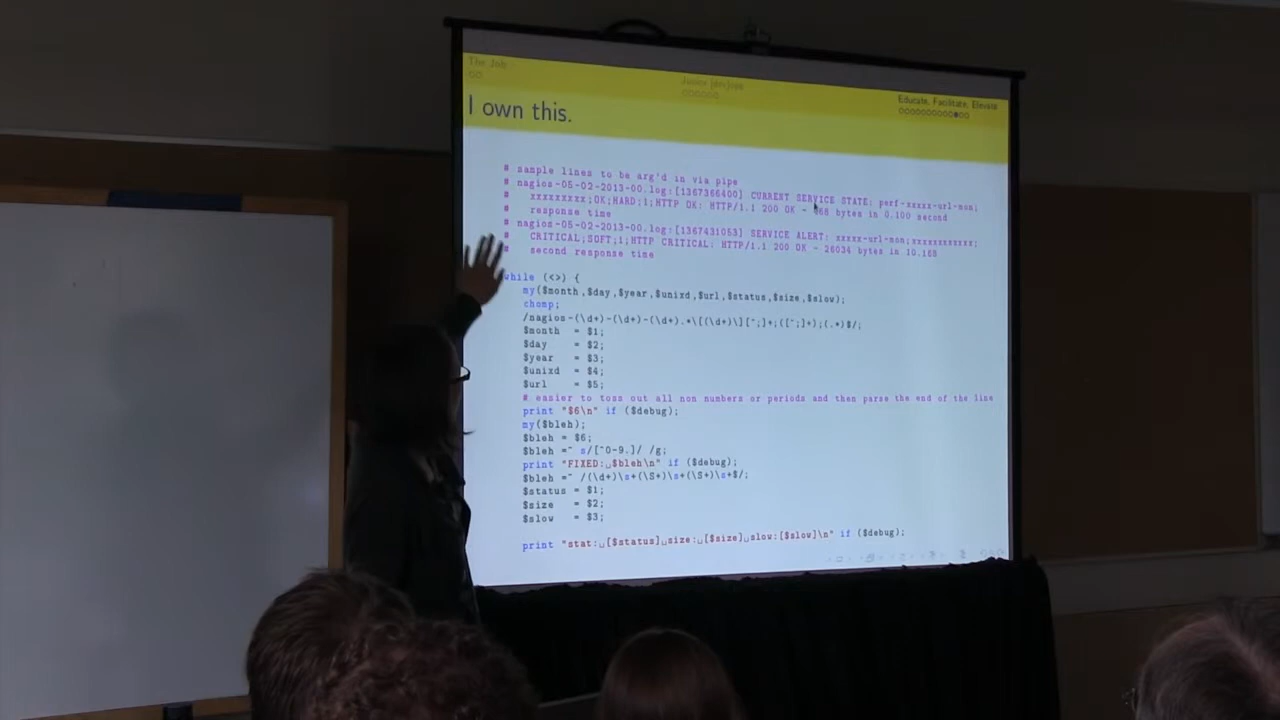 The Job
Educate, Facilitate, Elevate
I own this.
# sample lines to be arg'd in via pipe
# nagios-05-02-2013-00.log:[1367366400] CURRENT SERVICE STATE: perf-xxxxx-url-mon;
# xxxxxxxxx;OK;HARD;1;HTTP OK: HTTP/1.1 200 OK - 368 bytes in 0.100 second
# response time
# nagios-05-02-2013-00.log:[1367431053] SERVICE ALERT: xxxxx-url-mon;xxxxxxxxxxxx;
# CRITICAL;SOFT;1;HTTP CRITICAL: HTTP/1.1 200 OK - 26034 bytes in 10.168
# second response time
while (<>) {
my($month,$day,$year,$unixd,$url,$status,$size,$slow);
chomp;
/nagios-(\d+)-(\d+)-(\d+).*\[(\d+)\][^;]+;([^;]+);(.*)$/;
$month = $1;
$day = $2;
$year = $3;
$unixd = $4;
$url = $5;
# easier to toss out all non numbers or periods and then parse the end of the line
print "$6\n" if ($debug);
my($bleh);
$bleh = $6;
$bleh =~ s/[^0-9.]/ /g;
print "FIXED:␣$bleh\n" if ($debug);
$bleh =~ /(\d+)\s+(\S+)\s+(\S+)\s+$/;
$status = $1;
$size = $2;
$slow = $3;
print "stat:␣[$status]␣size:␣[$size]␣slow:[$slow]\n" if ($debug);